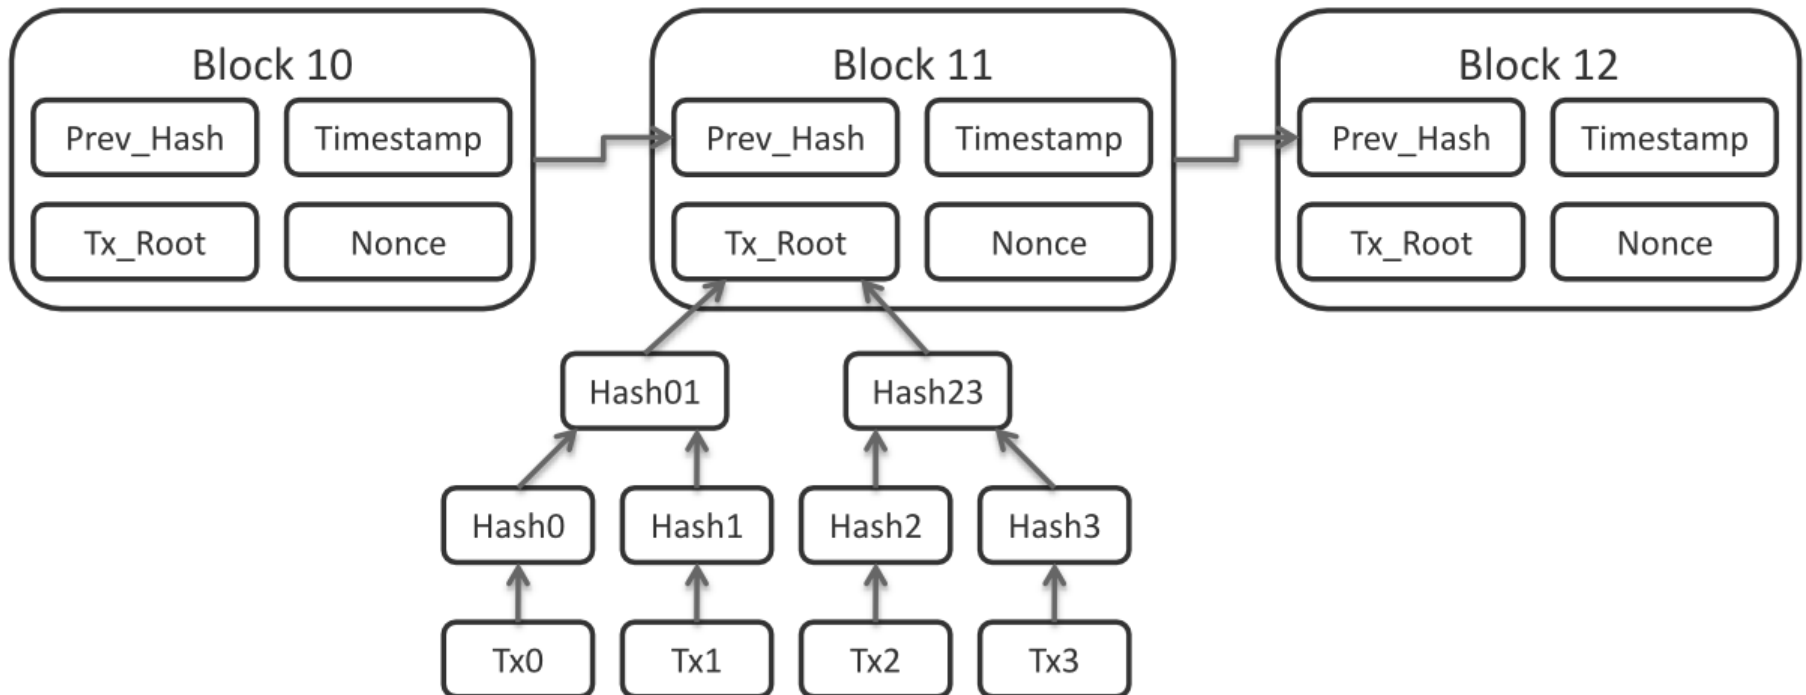 Block 10
Prev_Hash Timestamp
Tx_Root Nonce
Block 11
Prev_Hash Timestamp
Tx_Root Nonce
Block 12
Prev_Hash Timestamp
Tx_Root Nonce
Hash01 Hash23
Hash0 Hash1 Hash2 Hash3
Tx0 Tx1 Tx2 Tx3